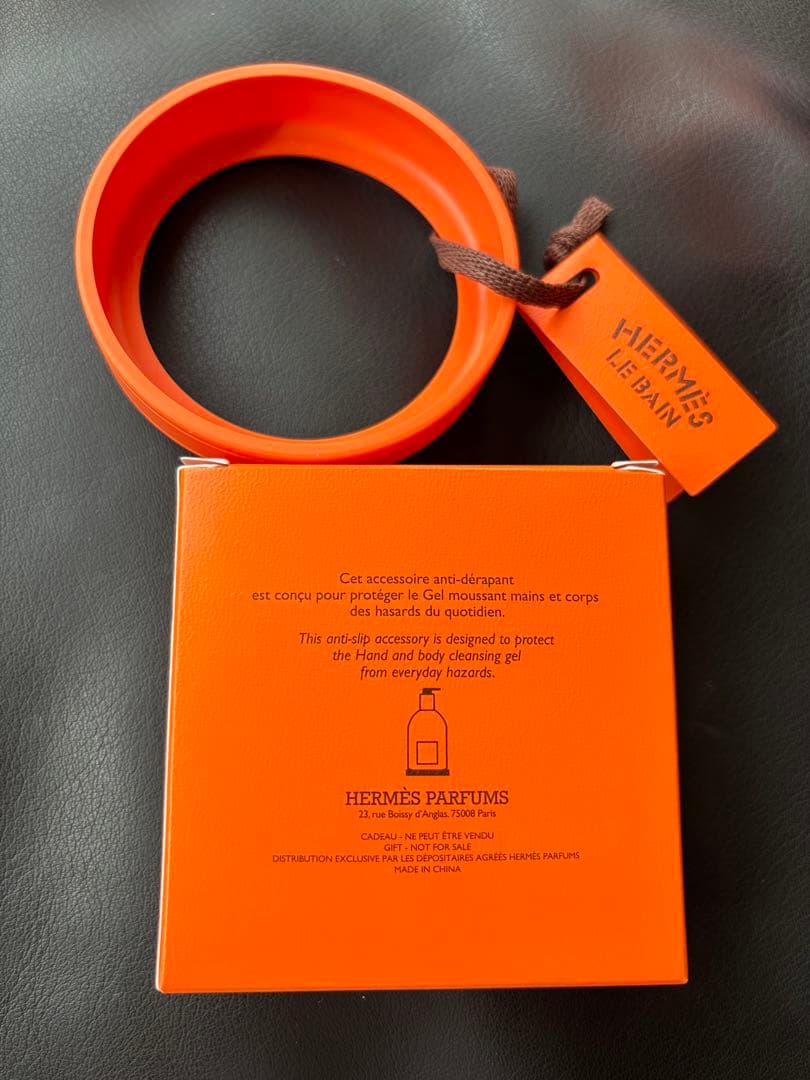 HERMÈS
LE BAIN
Cet accessoire anti-dérapant
est conçu pour protéger le Gel moussant mains et corps
des hasards du quotidien.
This anti-slip accessory is designed to protect
the Hand and body cleansing gel
from everyday hazards.
HERMÈS PARFUMS
23, rue Boissy d'Anglas. 75008 Paris
CADEAU - NE PEUT ÊTRE VENDU
GIFT - NOT FOR SALE
DISTRIBUTION EXCLUSIVE PAR LES DÉPOSITAIRES AGRÉÉS HERMÈS PARFUMS
MADE IN CHINA